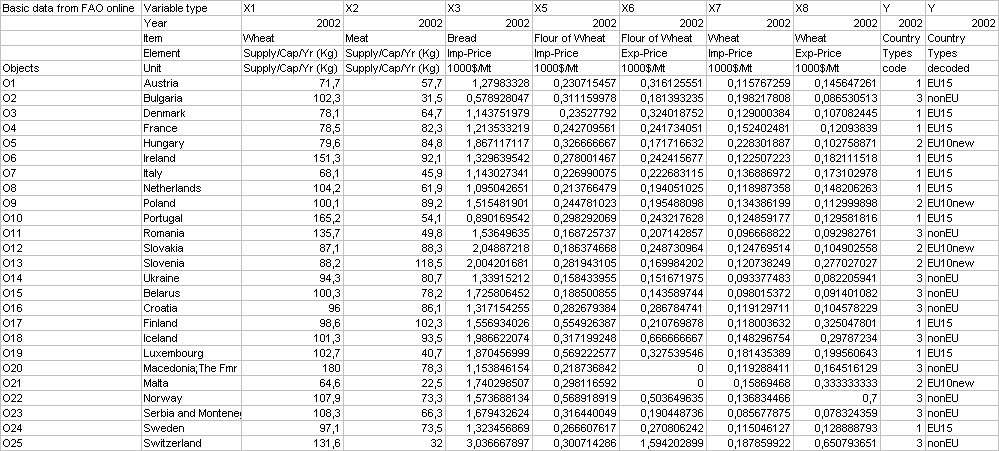 Basic data from FAO online Variable type X1 X2 X3 X5 X6 X7 X8 Y Y
Year 2002 2002 2002 2002 2002 2002 2002 2002 2002
Item Wheat Meat Bread Flour of Wheat Flour of Wheat Wheat Wheat Country Country
Element Supply/Cap/Yr (Kg) Supply/Cap/Yr (Kg) Imp-Price Imp-Price Exp-Price Imp-Price Exp-Price Types Types
Objects Unit Supply/Cap/Yr (Kg) Supply/Cap/Yr (Kg) 1000$/Mt 1000$/Mt 1000$/Mt 1000$/Mt 1000$/Mt code decoded
O1 Austria 71,7 57,7 1,27983328 0,230715457 0,316125551 0,115767259 0,145647261 1 EU15
O2 Bulgaria 102,3 31,5 0,578928047 0,311159978 0,181393235 0,198217808 0,086530513 3 nonEU
O3 Denmark 78,1 64,7 1,143751979 0,23527792 0,324018752 0,129000384 0,107082445 1 EU15
O4 France 78,5 82,3 1,213533219 0,242709561 0,241734051 0,152402481 0,12093839 1 EU15
O5 Hungary 79,6 84,8 1,867117117 0,326666667 0,171716632 0,228301887 0,102758871 2 EU10new
O6 Ireland 151,3 92,1 1,329639542 0,278001467 0,242415677 0,122507223 0,182111518 1 EU15
O7 Italy 68,1 45,9 1,143027341 0,226990075 0,222683115 0,136886972 0,173102978 1 EU15
O8 Netherlands 104,2 61,9 1,095042651 0,213766479 0,194051025 0,118987358 0,148206263 1 EU15
O9 Poland 100,1 89,2 1,515481901 0,244781023 0,195488098 0,134386199 0,112999898 2 EU10new
O10 Portugal 165,2 54,1 0,890169542 0,298292069 0,243217628 0,124859177 0,129581816 1 EU15
O11 Romania 135,7 49,8 1,53649635 0,168725737 0,207142857 0,096668822 0,092982761 3 nonEU
O12 Slovakia 87,1 88,3 2,04887218 0,186374668 0,248730964 0,124769514 0,104902558 2 EU10new
O13 Slovenia 88,2 118,5 2,004201681 0,281943105 0,169984202 0,120738249 0,277027027 2 EU10new
O14 Ukraine 94,3 80,7 1,33915212 0,158433955 0,151671975 0,093377483 0,082205941 3 nonEU
O15 Belarus 100,3 78,2 1,725806452 0,188500855 0,143589744 0,098015372 0,091401082 3 nonEU
O16 Croatia 96 86,1 1,317154255 0,282679384 0,286784741 0,119129711 0,104578229 3 nonEU
O17 Finland 98,6 102,3 1,556934026 0,554926387 0,210769878 0,118003632 0,325047801 1 EU15
O18 Iceland 101,3 93,5 1,986622074 0,317199248 0,666666667 0,148296754 0,29787234 3 nonEU
O19 Luxembourg 102,7 40,7 1,870456999 0,569222577 0,327539546 0,181435389 0,199560643 1 EU15
O20 Macedonia;The Fmr 180 78,3 1,153846154 0,218736842 0 0,119288411 0,164516129 3 nonEU
O21 Malta 64,6 22,5 1,740298507 0,298116592 0 0,15869468 0,333333333 2 EU10new
O22 Norway 107,9 73,3 1,573688134 0,568918919 0,503649635 0,136834466 0,7 3 nonEU
O23 Serbia and Monteneg 108,3 66,3 1,679432624 0,316440049 0,190448736 0,085677875 0,078324359 3 nonEU
O24 Sweden 97,1 73,5 1,323456869 0,266607617 0,270806242 0,115046127 0,128888793 1 EU15
O25 Switzerland 131,6 32 3,036667897 0,300714286 1,594202899 0,187859922 0,650793651 3 nonEU